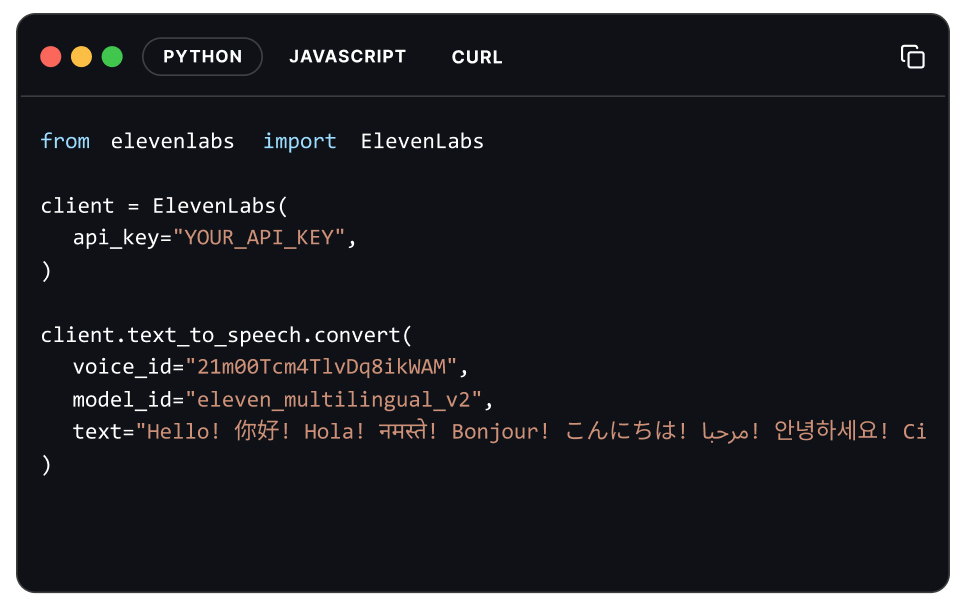 PYTHON JAVASCRIPT CURL
from elevenlabs import ElevenLabs
client = ElevenLabs(
api_key="YOUR_API_KEY",
)
client.text_to_speech.convert(
voice_id="21m00Tcm4TlvDq8ikWAM",
model_id="eleven_multilingual_v2",
text="Hello! 你好! Hola! नमस्ते! Bonjour! こんにちは! مرحبا! 안녕하세요! Ci
)